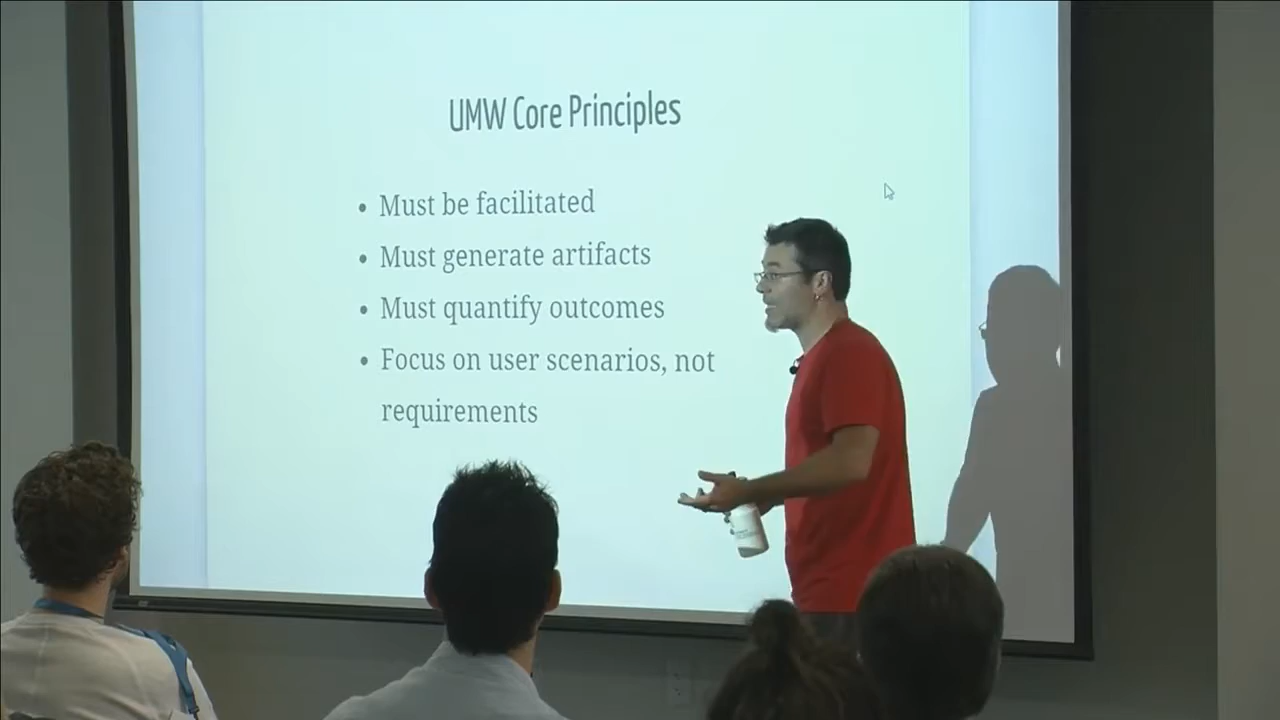 UMW Core Principles
• Must be facilitated
• Must generate artifacts
• Must quantify outcomes
• Focus on user scenarios, not
requirements